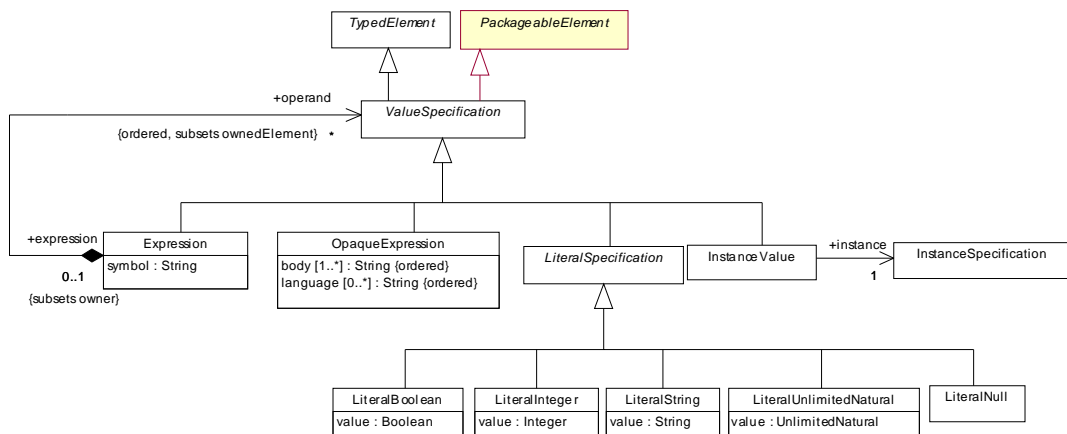 TypedElement
PackageableElement
+operand
ValueSpecification
{ordered, subsets ownedElement}
*
+expression
0..1
{subsets owner}
Expression
symbol : String
OpaqueExpression
body [1..*] : String {ordered}
language [0..*] : String {ordered}
LiteralSpecification
InstanceValue
+instance
1
InstanceSpecification
LiteralBoolean
value : Boolean
LiteralInteger
value : Integer
LiteralString
value : String
LiteralUnlimitedNatural
value : UnlimitedNatural
LiteralNull